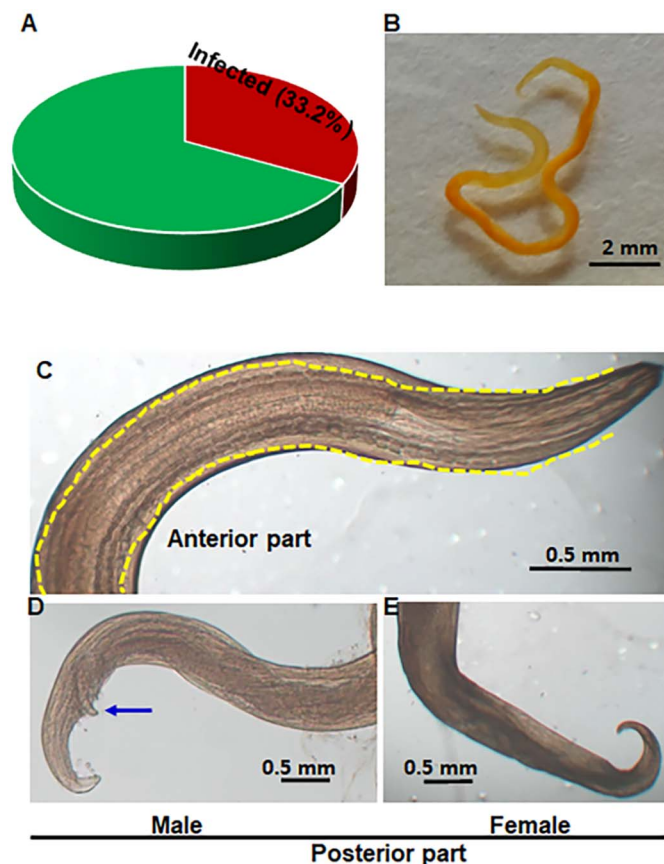 A
Infected (33.2%)
B
2 mm
C
Anterior part
0.5 mm
D
0.5 mm
E
0.5 mm
Male
Female
Posterior part